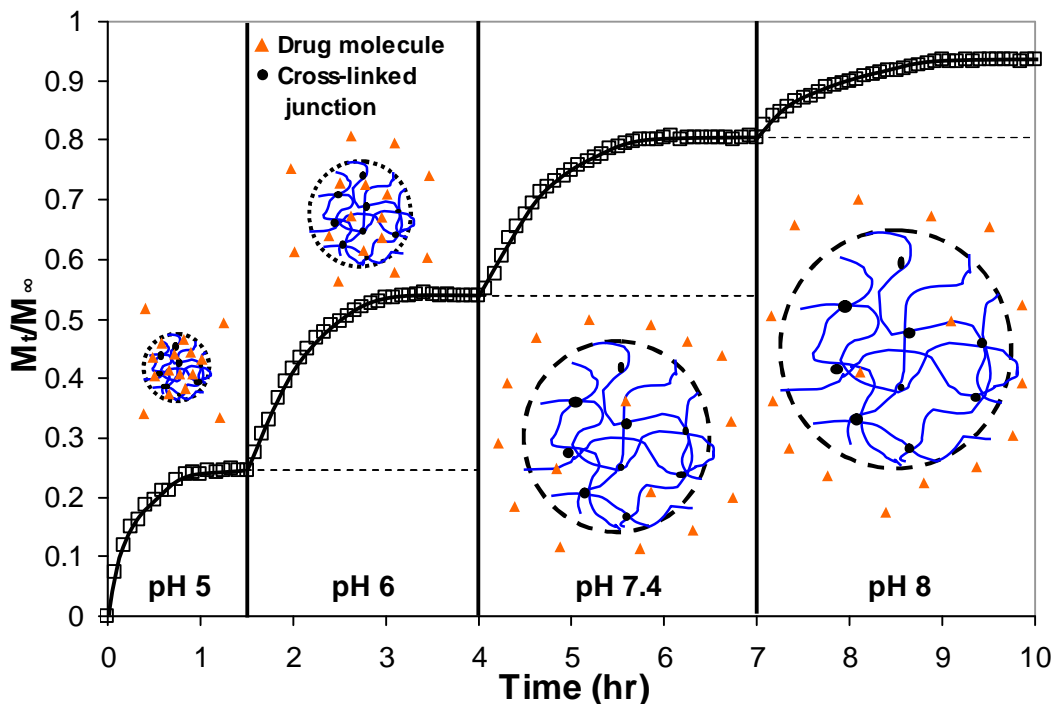 1
0.9
0.8
0.7
0.6
0.5
0.4
0.3
0.2
0.1
0
Mt/M∞
Drug molecule
Cross-linked
junction
pH 5
pH 6
pH 7.4
pH 8
0 1 2 3 4 5 6 7 8 9 10
Time (hr)